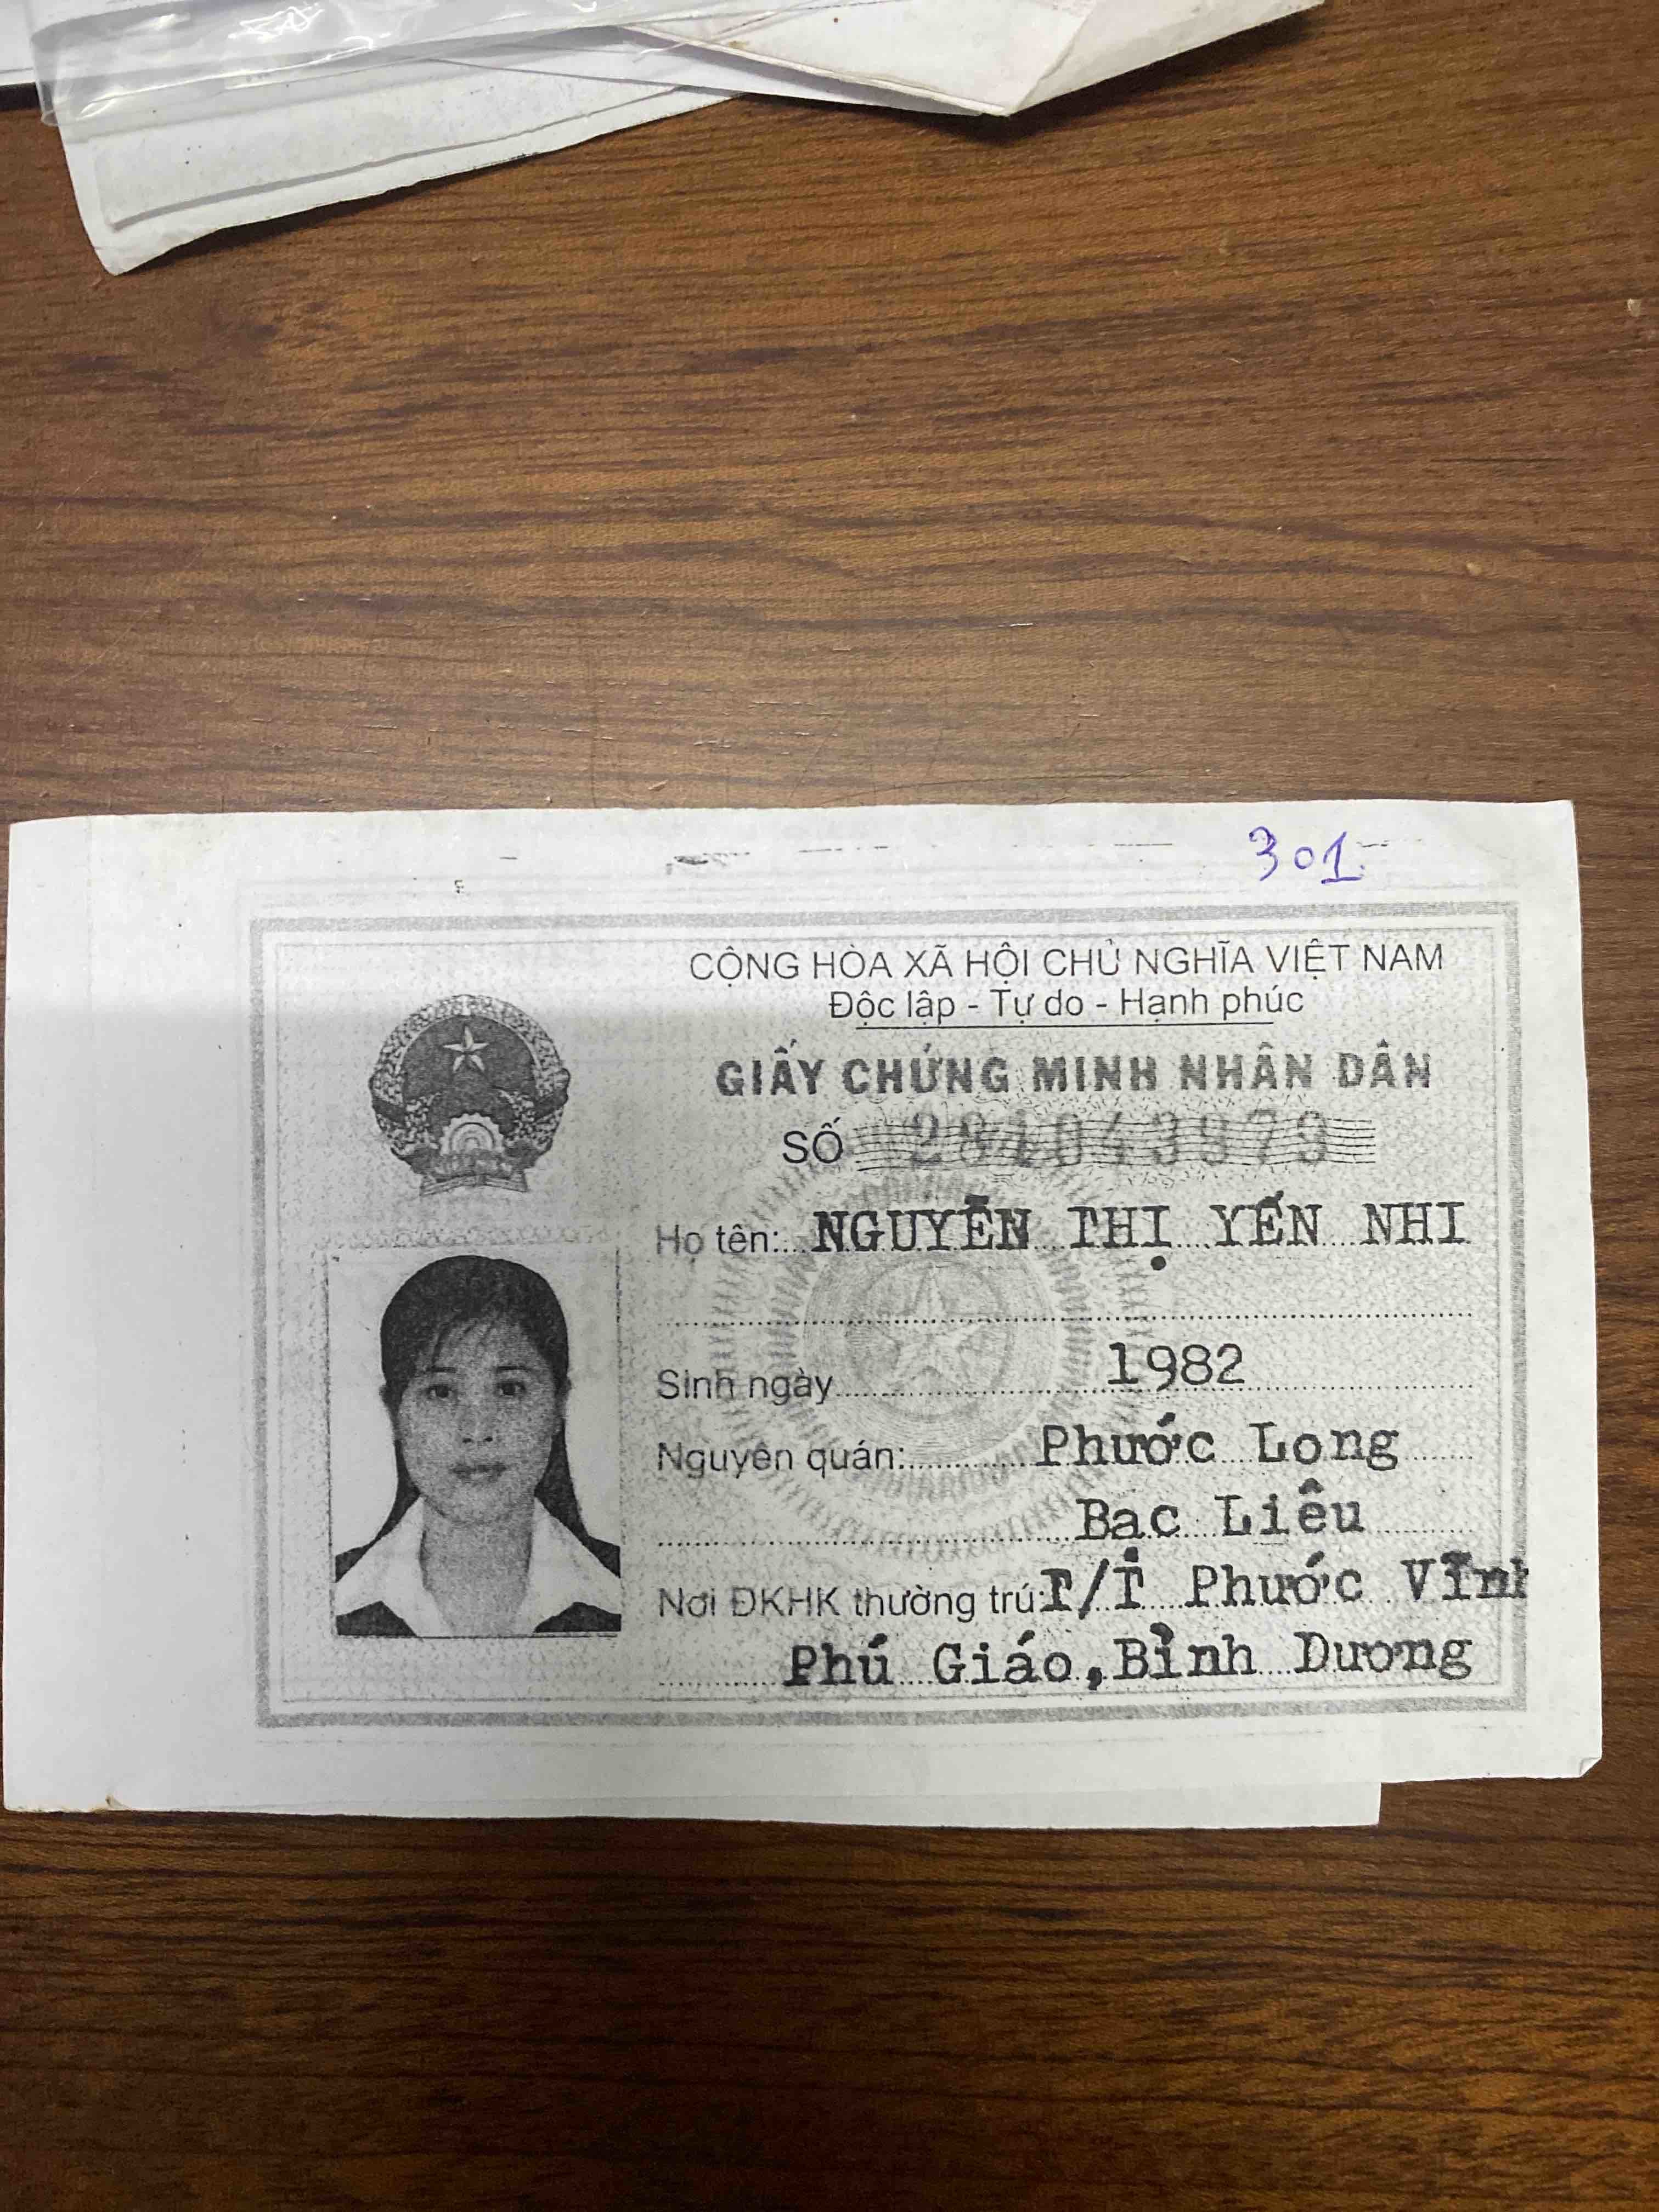 301
CỘNG HÒA XÃ HỘI CHỦ NGHĨA VIỆT NAM
Độc lập - Tự do - Hạnh phúc
GIẤY CHỨNG MINH NHÂN DÂN
SỐ 281043979
Họ tên: NGUYỄN THỊ YẾN NHI
Sinh ngày 1982
Nguyên quán: Phước Long
Bạc Liêu
Nơi ĐKHK thường trú: T/T Phước Vĩnh
Phú Giáo, Bình Dương